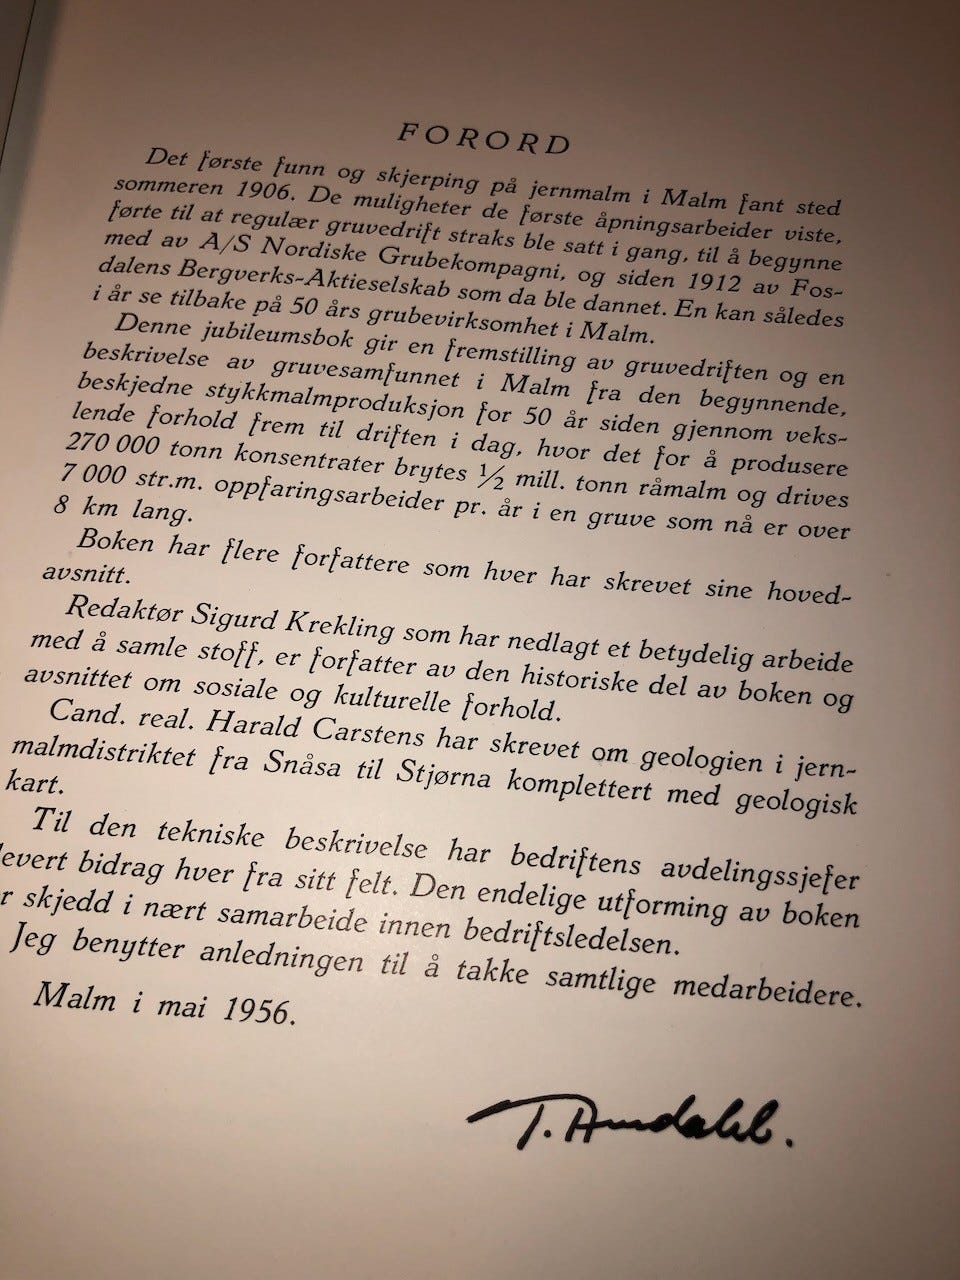 FORORD
Det første funn og skjerping på jernmalm i Malm fant sted
sommeren 1906. De muligheter de første åpningsarbeider viste,
førte til at regulær gruvedrift straks ble satt i gang, til å begynne
med av A/S Nordiske Grubekompagni, og siden 1912 av Fos-
dalens Bergverks-Aktieselskab som da ble dannet. En kan således
i år se tilbake på 50 års grubevirksomhet i Malm.
Denne jubileumsbok gir en fremstilling av gruvedriften og en
beskrivelse av gruvesamfunnet i Malm fra den begynnende,
beskjedne stykkmalmproduksjon for 50 år siden gjennom veks-
lende forhold frem til driften i dag, hvor det for å produsere
270 000 tonn konsentrater brytes ½ mill. tonn råmalm og drives
7 000 str.m. oppfaringsarbeider pr. år i en gruve som nå er over
8 km lang.
Boken har flere forfattere som hver har skrevet sine hoved-
avsnitt.
Redaktør Sigurd Krekling som har nedlagt et betydelig arbeide
med å samle stoff, er forfatter av den historiske del av boken og
avsnittet om sosiale og kulturelle forhold.
Cand. real. Harald Carstens har skrevet om geologien i jern-
malmdistriktet fra Snåsa til Stjørna komplettert med geologisk
kart.
Til den tekniske beskrivelse har bedriftens avdelingssjefer
levert bidrag hver fra sitt felt. Den endelige utforming av boken
r skjedd i nært samarbeide innen bedriftsledelsen.
Jeg benytter anledningen til å takke samtlige medarbeidere.
Malm i mai 1956.
T.